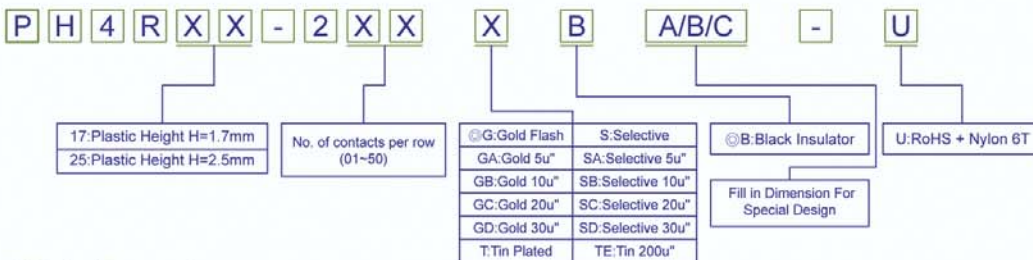 P H 4 R X X - 2 X X X B A/B/C - U
17:Plastic Height H=1.7mm
25:Plastic Height H=2.5mm
No. of contacts per row
(01~50)
◎G:Gold Flash S:Selective
GA:Gold 5u" SA:Selective 5u"
GB:Gold 10u" SB:Selective 10u"
GC:Gold 20u" SC:Selective 20u"
GD:Gold 30u" SD:Selective 30u"
T:Tin Plated TE:Tin 200u"
◎B:Black Insulator
Fill in Dimension For
Special Design
U:RoHS + Nylon 6T